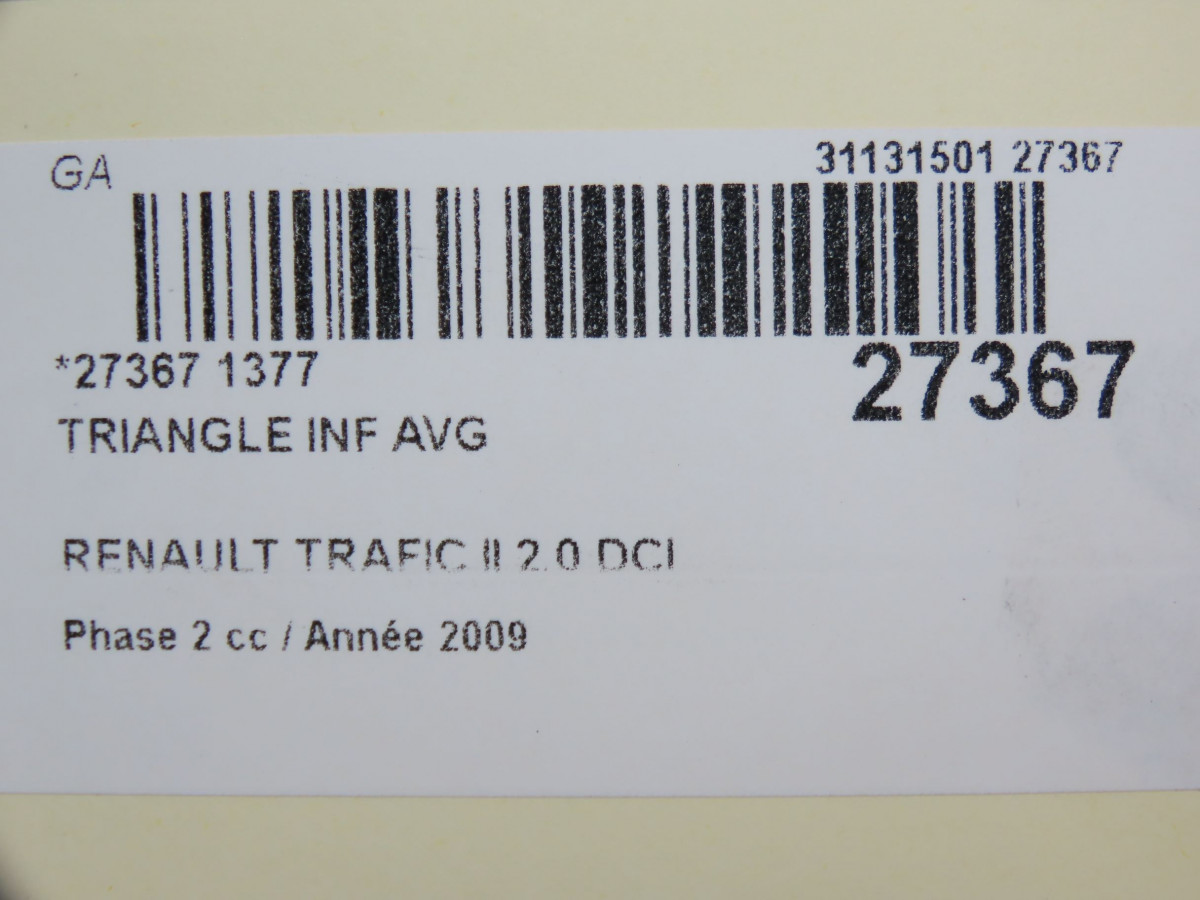 GA
31131501 27367
*27367 1377
27367
TRIANGLE INF AVG
RENAULT TRAFIC II 2.0 DCI
Phase 2 cc / Année 2009